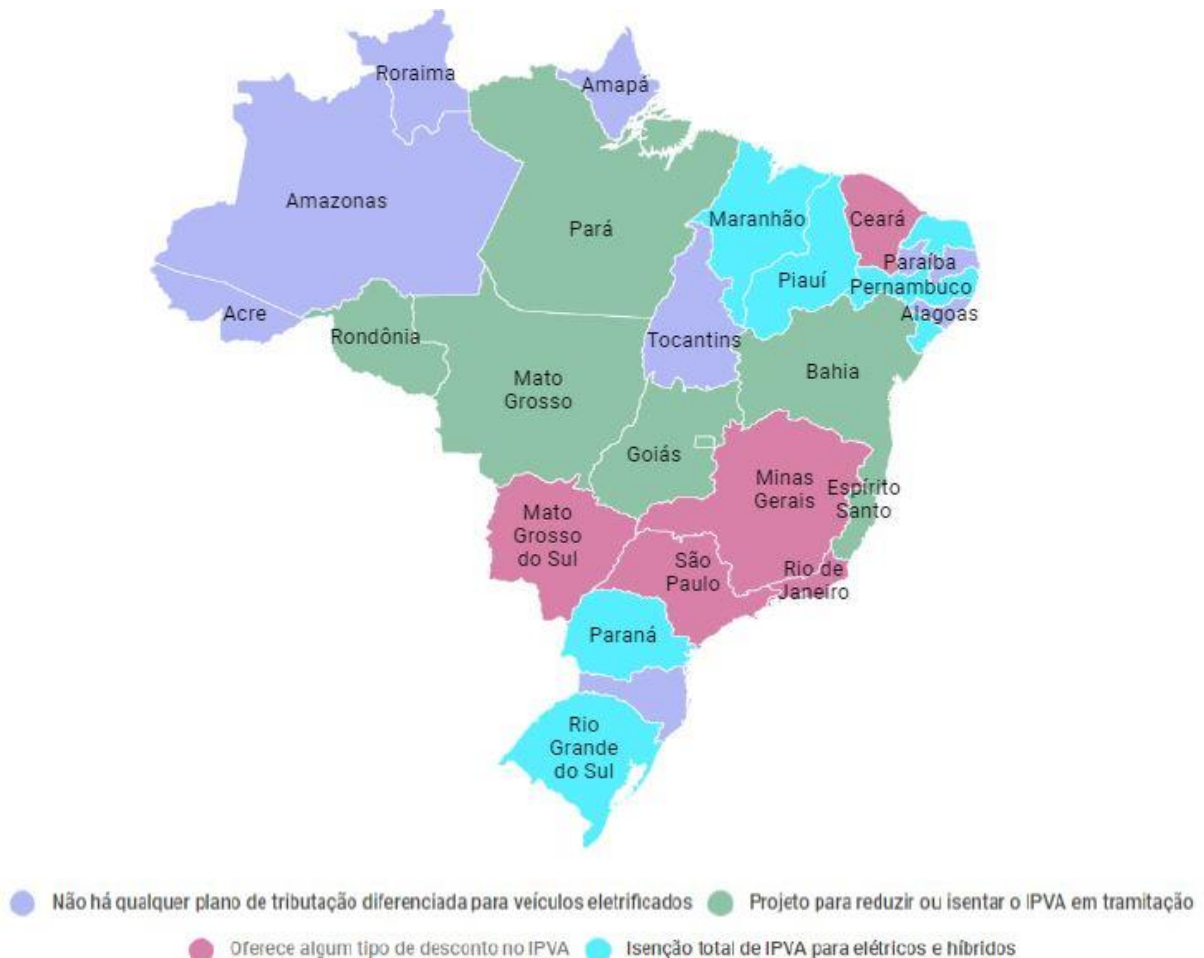 Roraima
Amapá
Amazonas
Pará
Maranhão
Ceará
Paraíba
Piauí
Pernambuco
Acre
Alagoas
Rondônia
Tocantins
Mato
Grosso
Bahia
Goiás
Minas
Gerais
Espírito
Santo
Mato
Grosso
do Sul
São
Paulo
Rio de
Janeiro
Paraná
Rio
Grande
do Sul
Não há qualquer plano de tributação diferenciada para veículos eletrificados
Projeto para reduzir ou isentar o IPVA em tramitação
Oferece algum tipo de desconto no IPVA
Isenção total de IPVA para elétricos e híbridos